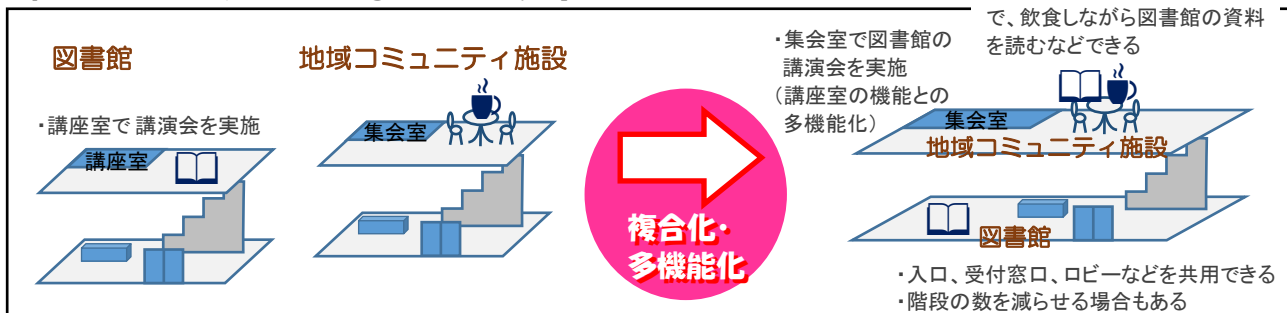 図書館
・講座室で 講演会を実施
講座室
地域コミュニティ施設
集会室
複合化・
多機能化
・集会室で図書館の
講演会を実施
（講座室の機能との
多機能化）
で、飲食しながら図書館の資料
を読むなどできる
集会室
地域コミュニティ施設
図書館
・入口、受付窓口、ロビーなどを共用できる
・階段の数を減らせる場合もある